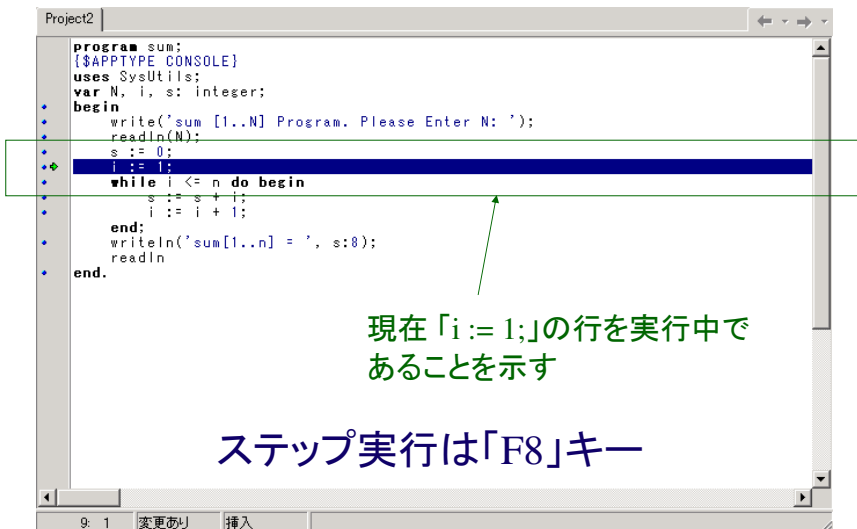 Project2
program sum;
{$APPTYPE CONSOLE}
uses SysUtils;
var N, i, s: integer;
begin
write('sum [1..N] Program. Please Enter N: ');
readln(N);
s := 0;
i := 1;
while i <= n do begin
s := s + i;
i := i + 1;
end;
writeln('sum[1..n] = ', s:8);
readln
end.
現在「i := 1;」の行を実行中で
あることを示す
ステップ実行は「F8」キー
9: 1 変更あり 挿入